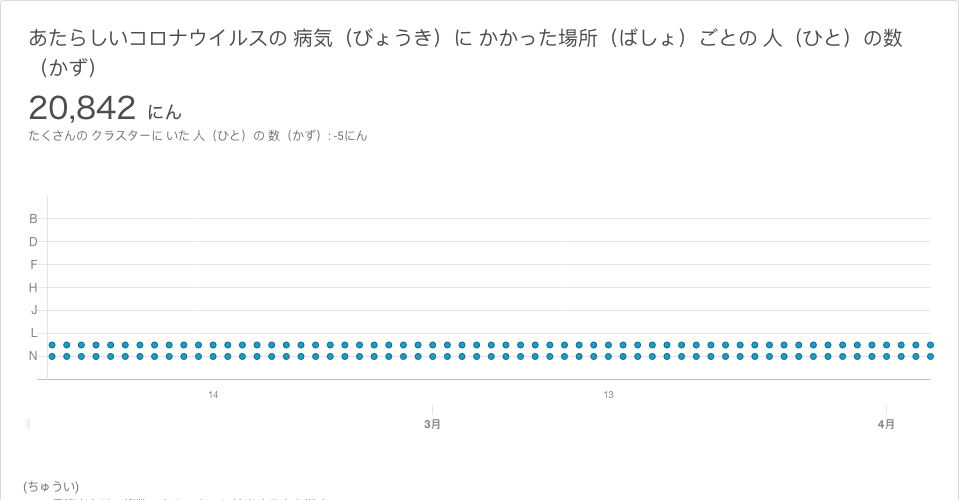 あたらしいコロナウイルスの 病気（びょうき）に かかった場所（ばしょ）ごとの 人（ひと）の数
（かず）
20,842 にん
たくさんの クラスターに いた 人（ひと）の 数（かず）: -5にん
B
D
F
H
J
L
N
14
13
3月
4月
(ちゅうい)